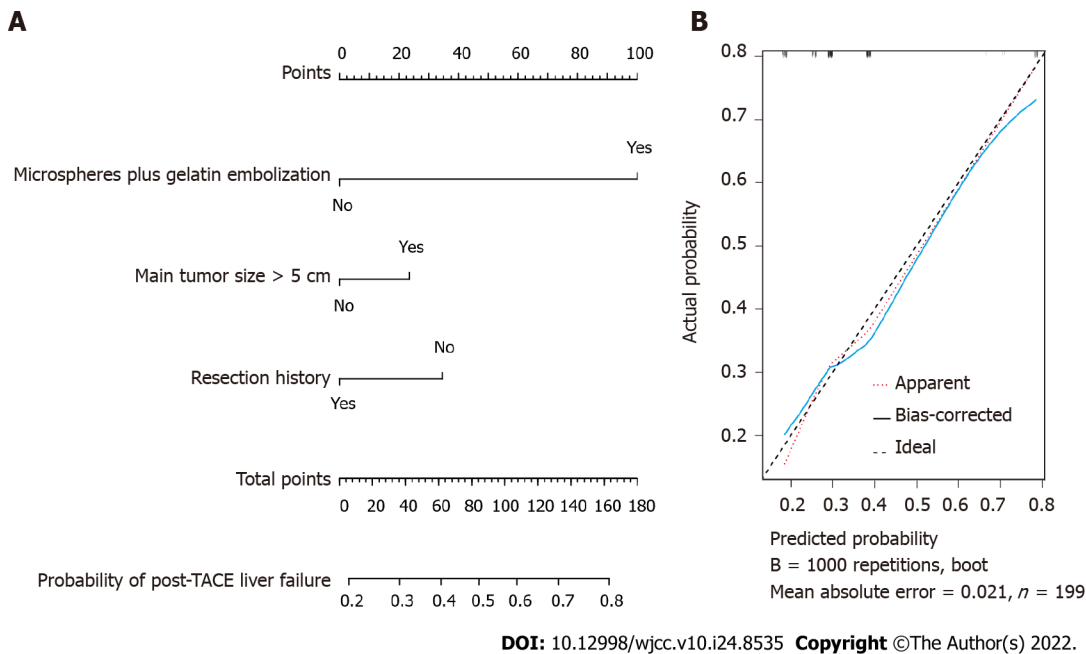 A
0 20 40 60 80 100
Points
Yes
Microspheres plus gelatin embolization
No
Yes
Main tumor size > 5 cm
No
No
Resection history
Yes
Total points
0 20 40 60 80 100 120 140 160 180
Probability of post-TACE liver failure
0.2 0.3 0.4 0.5 0.6 0.7 0.8
B
0.8
0.7
0.6
0.5
0.4
0.3
0.2
Actual probability
Apparent
Bias-corrected
Ideal
0.2 0.3 0.4 0.5 0.6 0.7 0.8
Predicted probability
B = 1000 repetitions, boot
Mean absolute error = 0.021, n = 199
DOI: 10.12998/wjcc.v10.i24.8535 Copyright ©The Author(s) 2022.